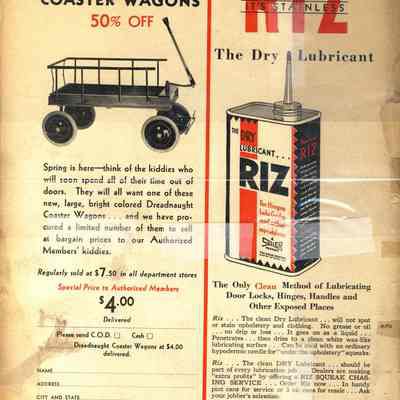 COASTER WAGONS
50% OFF
Spring is here—think of the kiddies
who will soon spend all of their time out of
doors. They will all want one of these
new, large, bright colored Dreadnaught
Coaster Wagons . . . and we have pro-
cured a limited number of them to sell
at bargain prices to our Authorized
Members' kiddies.
Regularly sold at $7.50 in all department stores
Special Price to Authorized Members
$4.00
Delivered
Please send C.O.D. Cash
Dreadnaught Coaster Wagons at $4.00
delivered.
NAME
ADDRESS
CITY AND STATE
RIZ
IT'S STAINLESS
The Dry Lubricant
THE DRY
LUBRICANT...
RIZ
RIZ
The Only Clean Method of Lubricating
Door Locks, Hinges, Handles and
Other Exposed Places
Riz . . . The clean Dry Lubricant . . . will not spot
or stain upholstery and clothing. No grease or oil
. . . no drip or loss . . . It goes on as a liquid . . .
Penetrates . . . then dries to a clean white wax-like
lubricating surface . . . Can be used with an ordinary
hypodermic needle for "under the upholstery" squeaks.
Riz . . . The clean DRY Lubricant . . . should be
part of every lubrication job . . . Dealers are making
"extra profits" by offering a RIZ SQUEAK CHAS-
ING SERVICE . . . Order Riz now . . . In handy
pint cans for service or 3 oz cans for resale . . . Ask
your jobber's salesman.